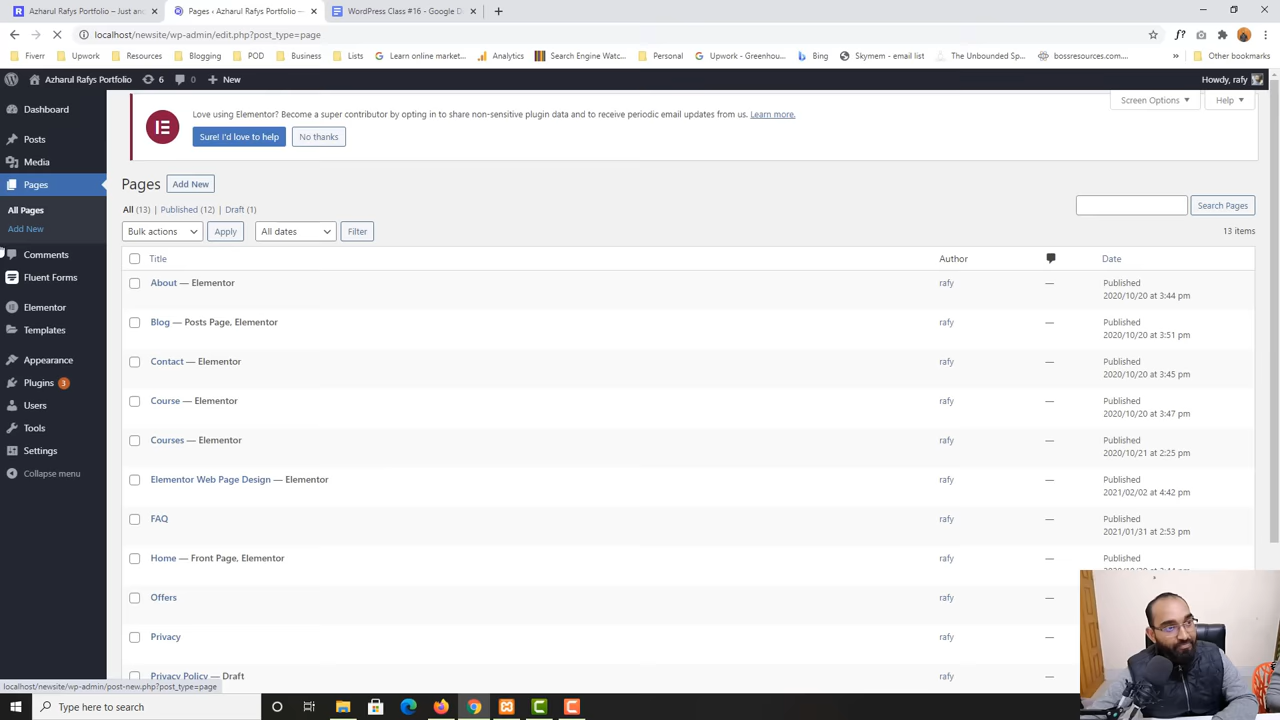 Azharul Rafys Portfolio – Just and
Pages ‹ Azharul Rafys Portfolio —
WordPress Class #16 - Google D
localhost/newsite/wp-admin/edit.php?post_type=page
Fiverr
Upwork
Resources
Blogging
POD
Business
Lists
Learn online market...
Analytics
Search Engine Watc...
Personal
Upwork - Greenhou...
Bing
Skymem - email list
The Unbounded Sp...
bossresources.com...
Other bookmarks
Azharul Rafys Portfolio
6
0
New
Howdy, rafy
Dashboard
Posts
Media
Pages
All Pages
Add New
Comments
Fluent Forms
Elementor
Templates
Appearance
Plugins 3
Users
Tools
Settings
Collapse menu
Screen Options
Help
Love using Elementor? Become a super contributor by opting in to share non-sensitive plugin data and to receive periodic email updates from us. Learn more.
Sure! I'd love to help
No thanks
Pages
Add New
All (13) | Published (12) | Draft (1)
Search Pages
Bulk actions
Apply
All dates
Filter
13 items
Title
Author
Date
About — Elementor
rafy
—
Published
2020/10/20 at 3:44 pm
Blog — Posts Page, Elementor
rafy
—
Published
2020/10/20 at 3:51 pm
Contact — Elementor
rafy
—
Published
2020/10/20 at 3:45 pm
Course — Elementor
rafy
—
Published
2020/10/20 at 3:47 pm
Courses — Elementor
rafy
—
Published
2020/10/21 at 2:25 pm
Elementor Web Page Design — Elementor
rafy
—
Published
2021/02/02 at 4:42 pm
FAQ
rafy
—
Published
2021/01/31 at 2:53 pm
Home — Front Page, Elementor
rafy
—
Published
Offers
rafy
—
Privacy
rafy
—
Privacy Policy — Draft
rafy
—
localhost/newsite/wp-admin/post-new.php?post_type=page
Type here to search